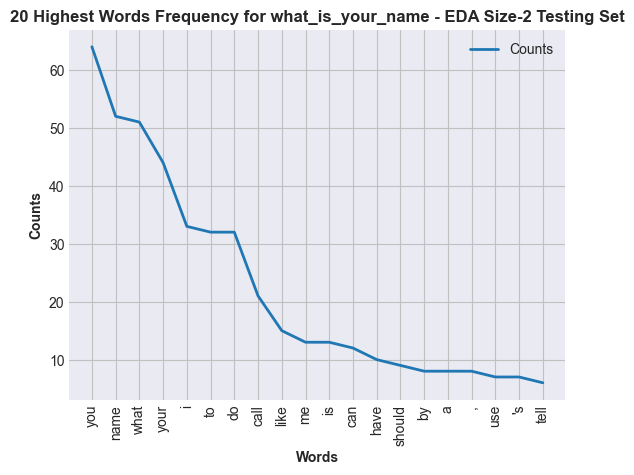 20 Highest Words Frequency for what_is_your_name - EDA Size-2 Testing Set
Counts
60
50
40
30
20
10
Counts
you
name
what
your
i
to
do
call
like
me
is
can
have
should
by
a
,
use
's
tell
Words